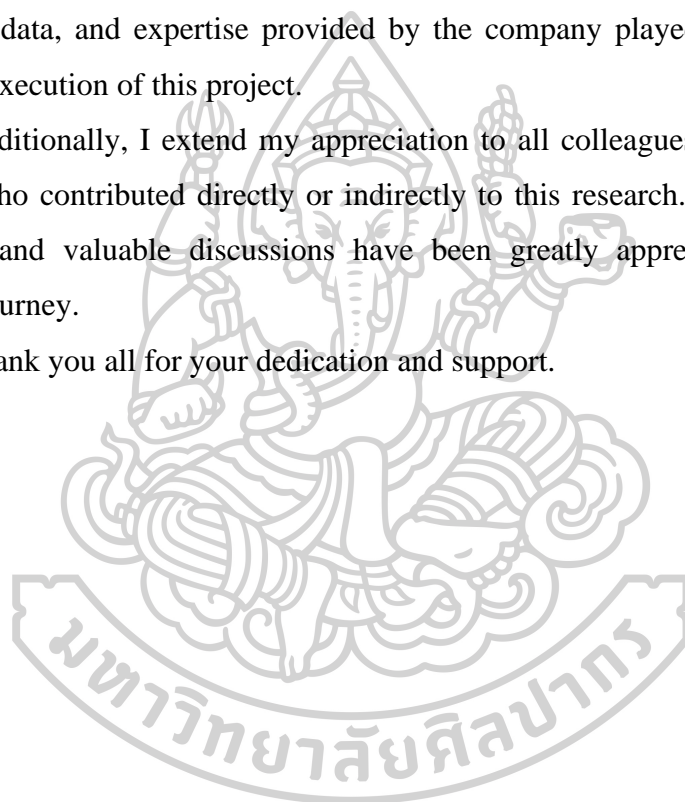 data, and expertise provided by the company playe
xecution of this project.
ditionally, I extend my appreciation to all colleagues
ho contributed directly or indirectly to this research.
and valuable discussions have been greatly appre
urney.
ank you all for your dedication and support.
มหาวิทยาลัยศิลปากร